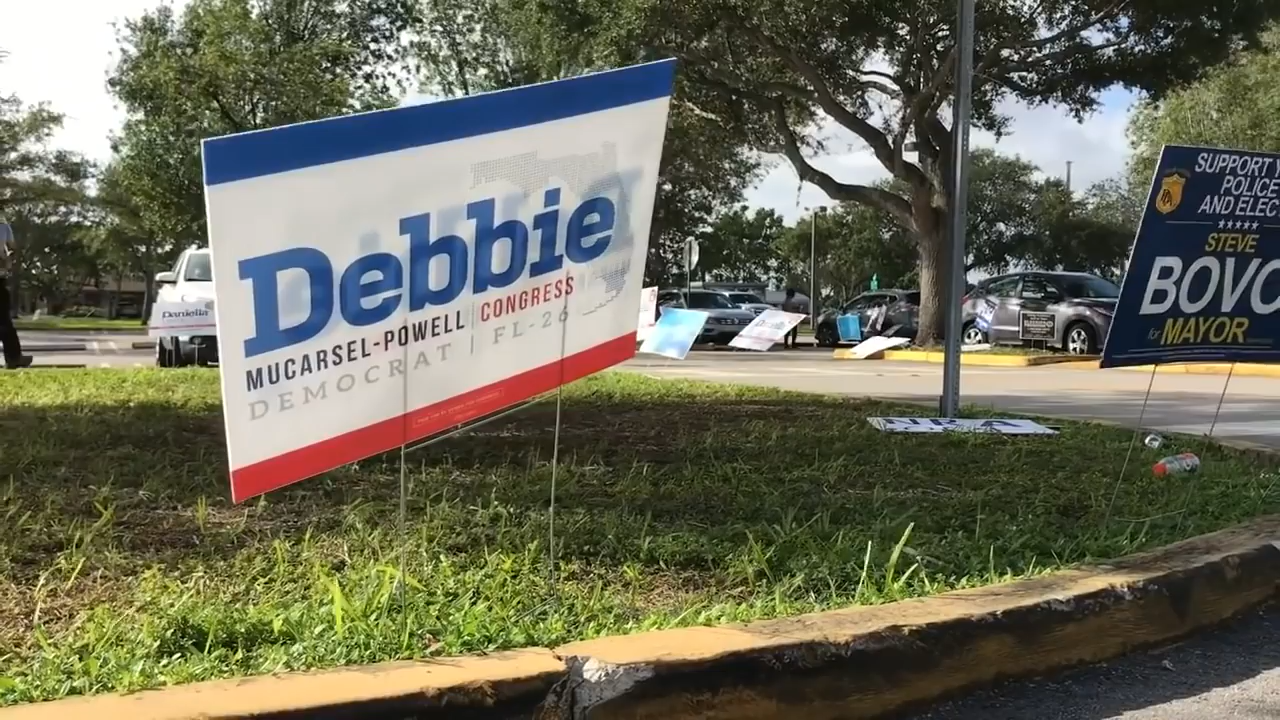 Debbie
MUCARSEL-POWELL CONGRESS
DEMOCRAT FL-26
SUPPORT
POLICE
AND ELEC
STEVE
BOVO
for MAYOR
Daniella